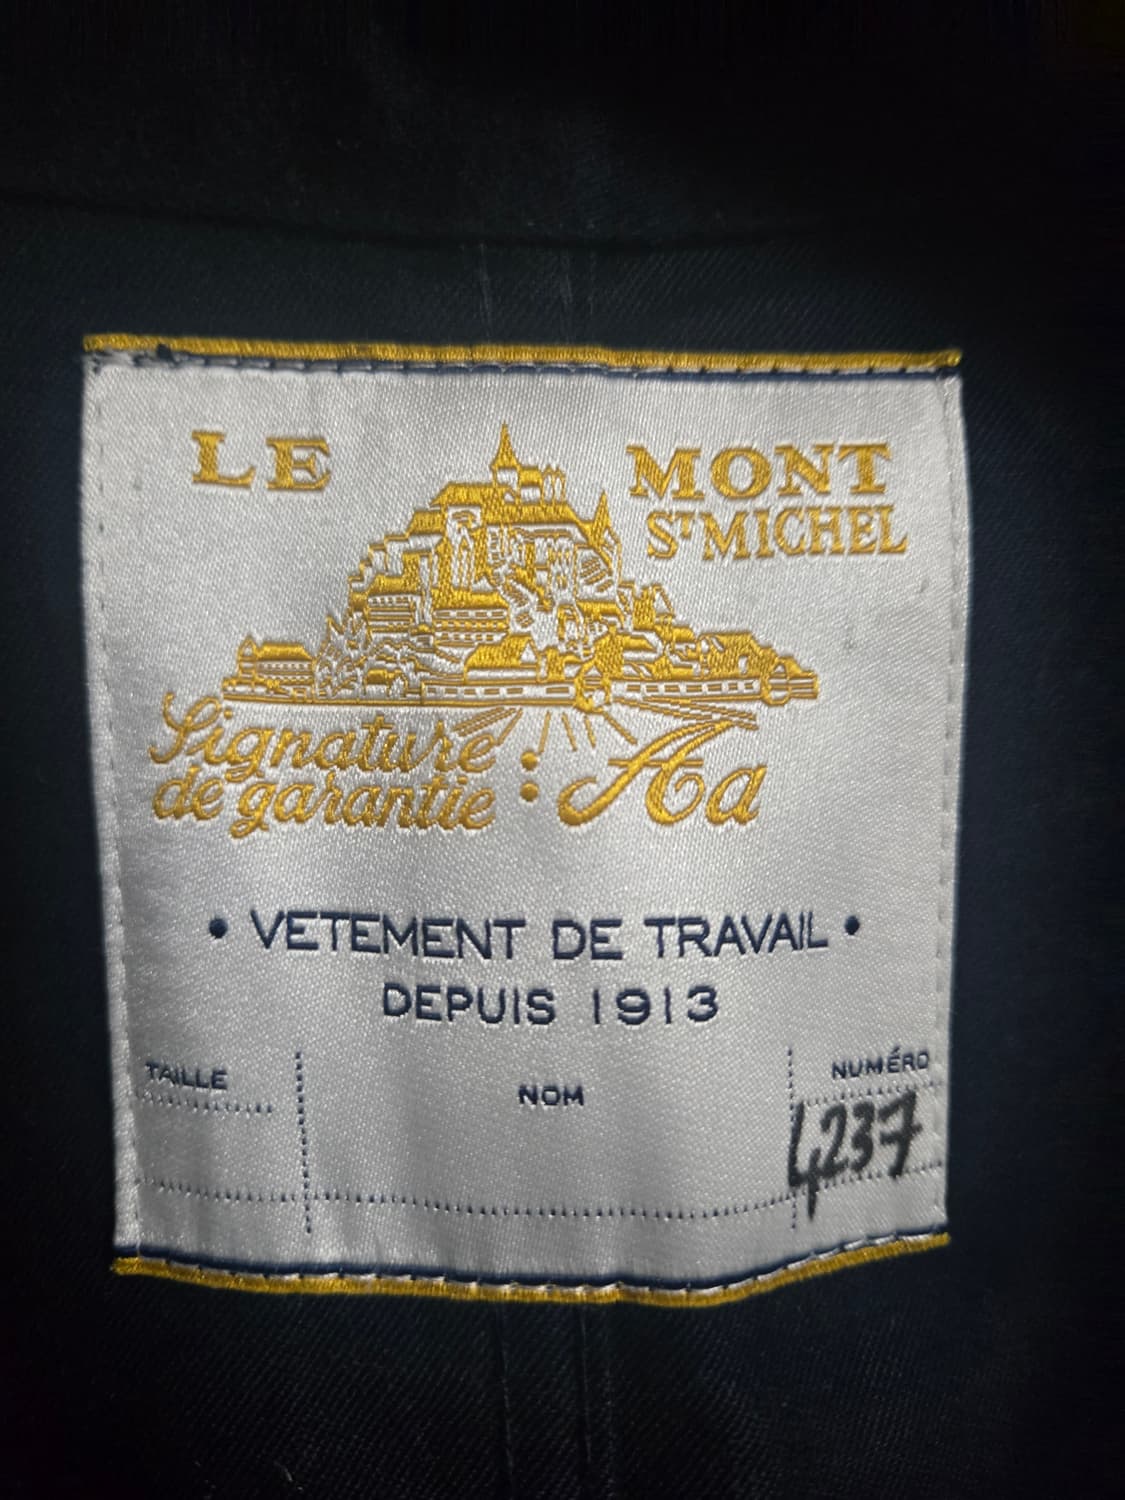 LE MONT
ST MICHEL
Signature
de garantie : Aa
• VETEMENT DE TRAVAIL •
DEPUIS 1913
TAILLE NOM NUMÉRO
4237